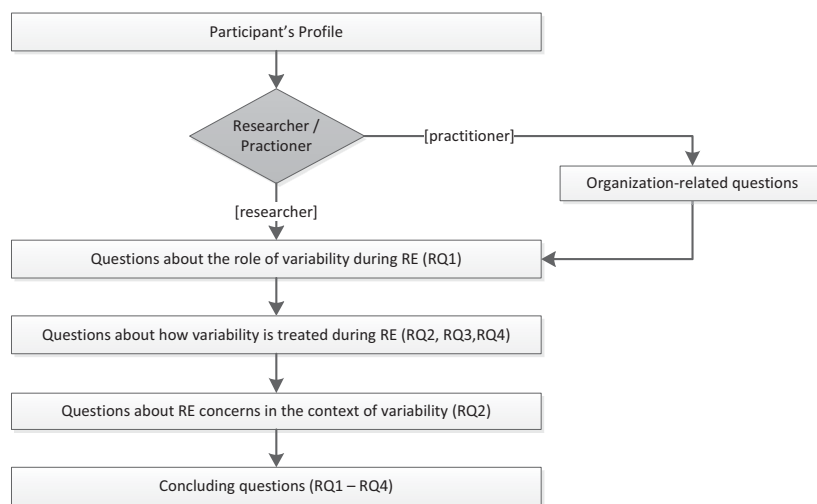 Participant's Profile
Researcher /
Practioner
[practitioner]
Organization-related questions
[researcher]
Questions about the role of variability during RE (RQ1)
Questions about how variability is treated during RE (RQ2, RQ3,RQ4)
Questions about RE concerns in the context of variability (RQ2)
Concluding questions (RQ1 – RQ4)